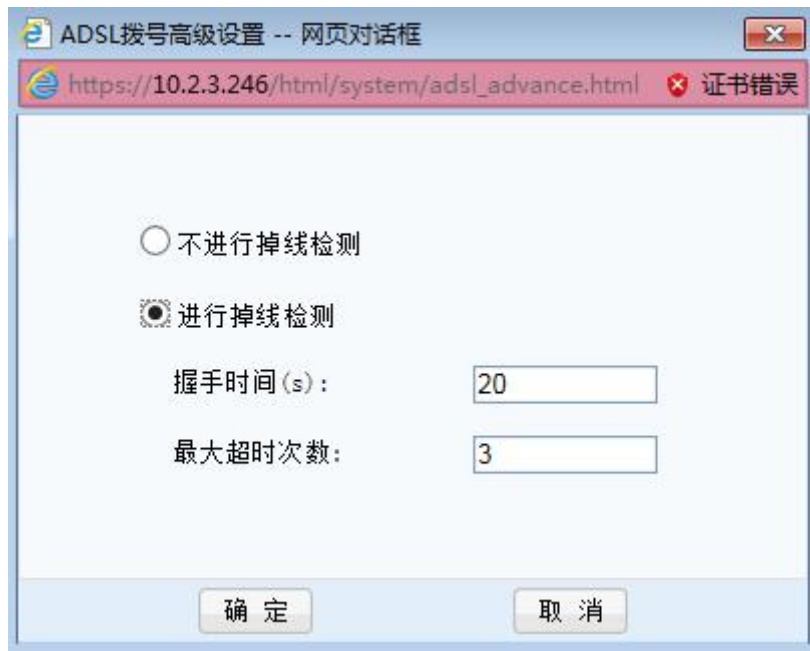 ADSL拨号高级设置 -- 网页对话框
https://10.2.3.246/html/system/adsl_advance.html 证书错误
不进行掉线检测
进行掉线检测
握手时间(s): 20
最大超时次数: 3
确 定 取 消